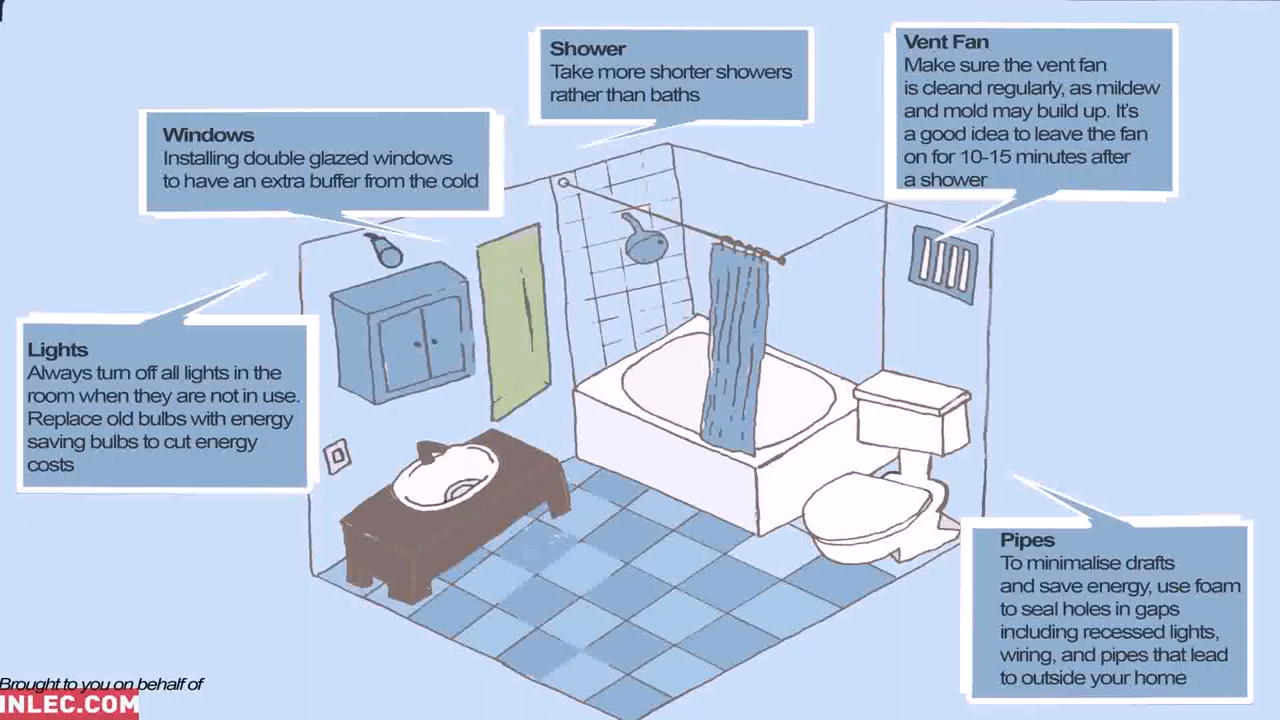 Shower
Take more shorter showers
rather than baths
Vent Fan
Make sure the vent fan
is cleand regularly, as mildew
and mold may build up. It's
a good idea to leave the fan
on for 10-15 minutes after
a shower
Windows
Installing double glazed windows
to have an extra buffer from the cold
Lights
Always turn off all lights in the
room when they are not in use.
Replace old bulbs with energy
saving bulbs to cut energy
costs
Pipes
To minimalise drafts
and save energy, use foam
to seal holes in gaps
including recessed lights,
wiring, and pipes that lead
to outside your home
Brought to you on behalf of
INLEC.COM